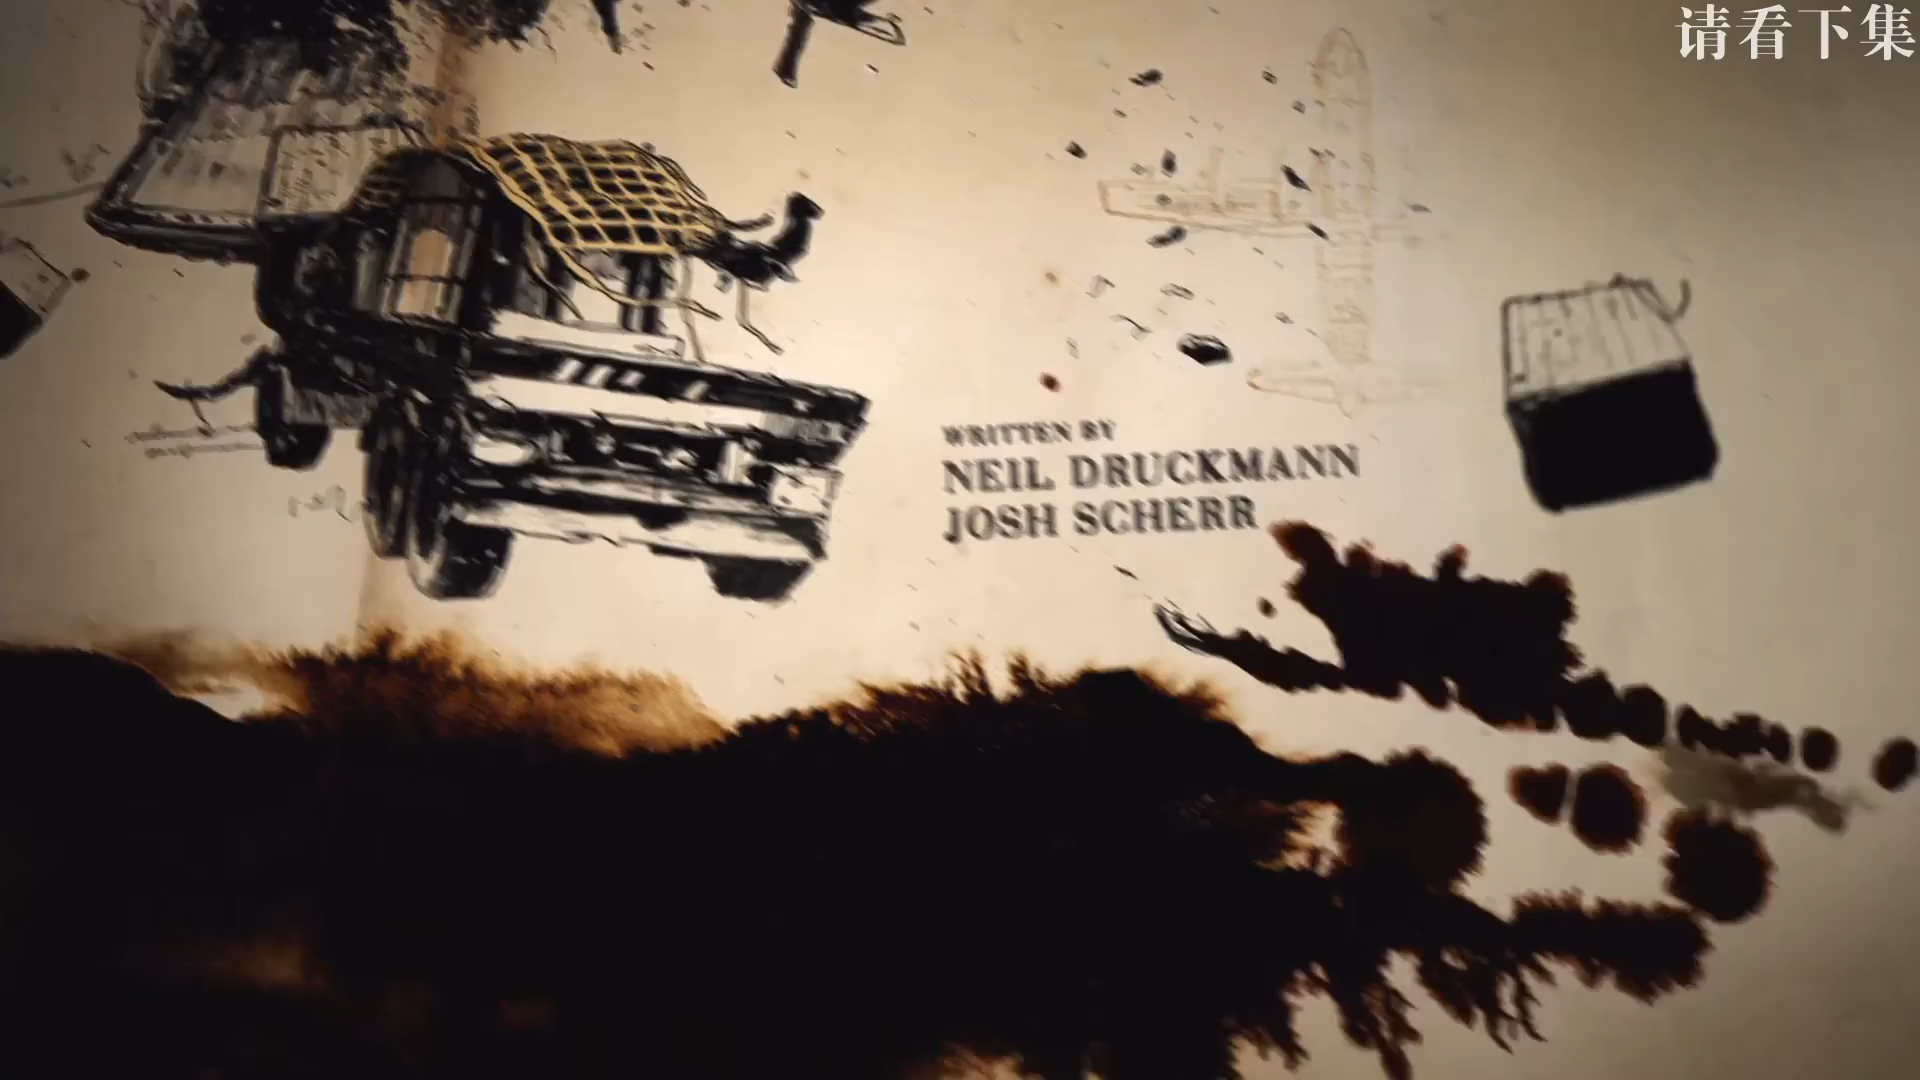 请看下集
WRITTEN BY
NEIL DRUCKMANN
JOSH SCHERR